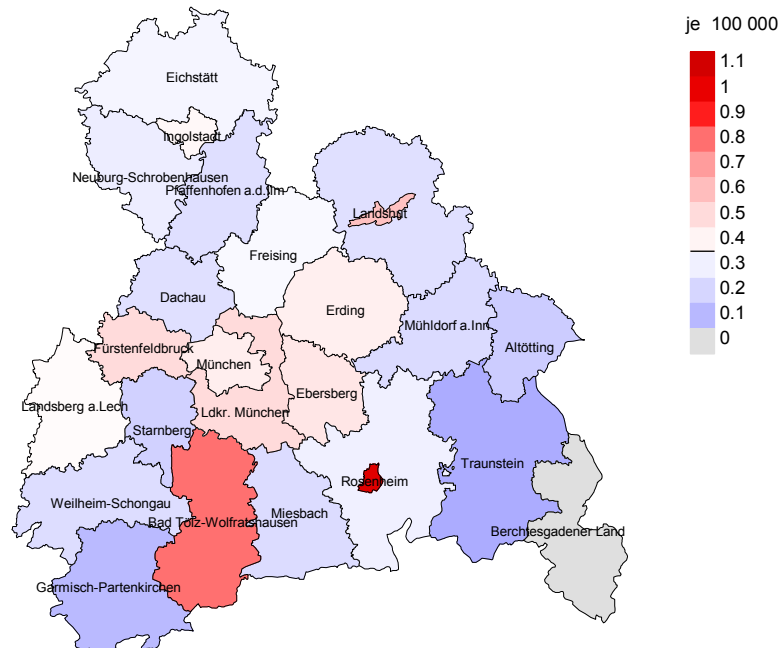 je 100 000
1.1
1
0.9
0.8
0.7
0.6
0.5
0.4
0.3
0.2
0.1
0
Eichstätt
Ingolstadt
Neuburg-Schrobenhausen
Pfaffenhofen a.d.Ilm
Landshut
Freising
Dachau
Erding
Mühldorf a.Inn
Altötting
Fürstenfeldbruck
München
Ebersberg
Landsberg a.Lech
Ldkr. München
Starnberg
Traunstein
Rosenheim
Weilheim-Schongau
Miesbach
Bad Tölz-Wolfratshausen
Berchtesgadener Land
Garmisch-Partenkirchen